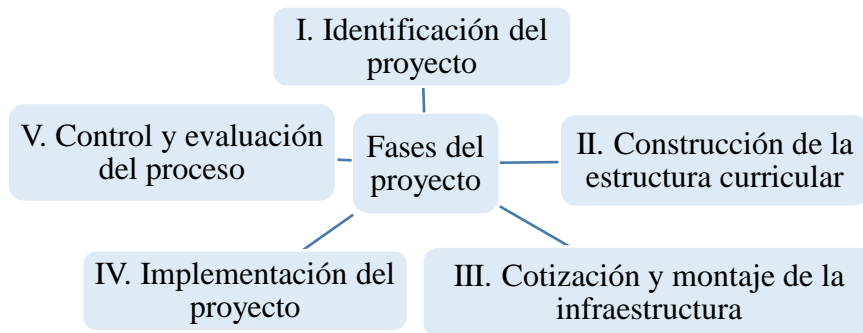 I. Identificación del
proyecto
V. Control y evaluación
del proceso
Fases del
proyecto
II. Construcción de la
estructura curricular
IV. Implementación del
proyecto
III. Cotización y montaje de la
infraestructura